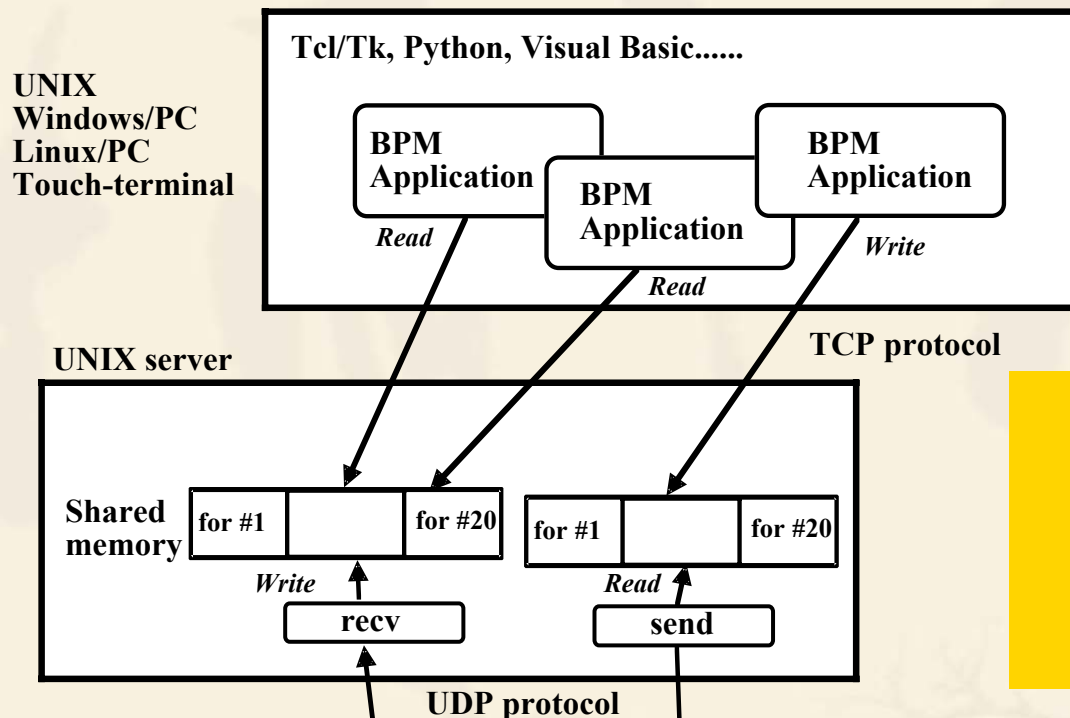 Tcl/Tk, Python, Visual Basic......
UNIX
Windows/PC
Linux/PC
Touch-terminal
BPM
Application
BPM
Application
BPM
Application
Read
Read
Write
TCP protocol
UNIX server
Shared
memory
for #1
for #20
for #1
for #20
Write
Read
recv
send
UDP protocol